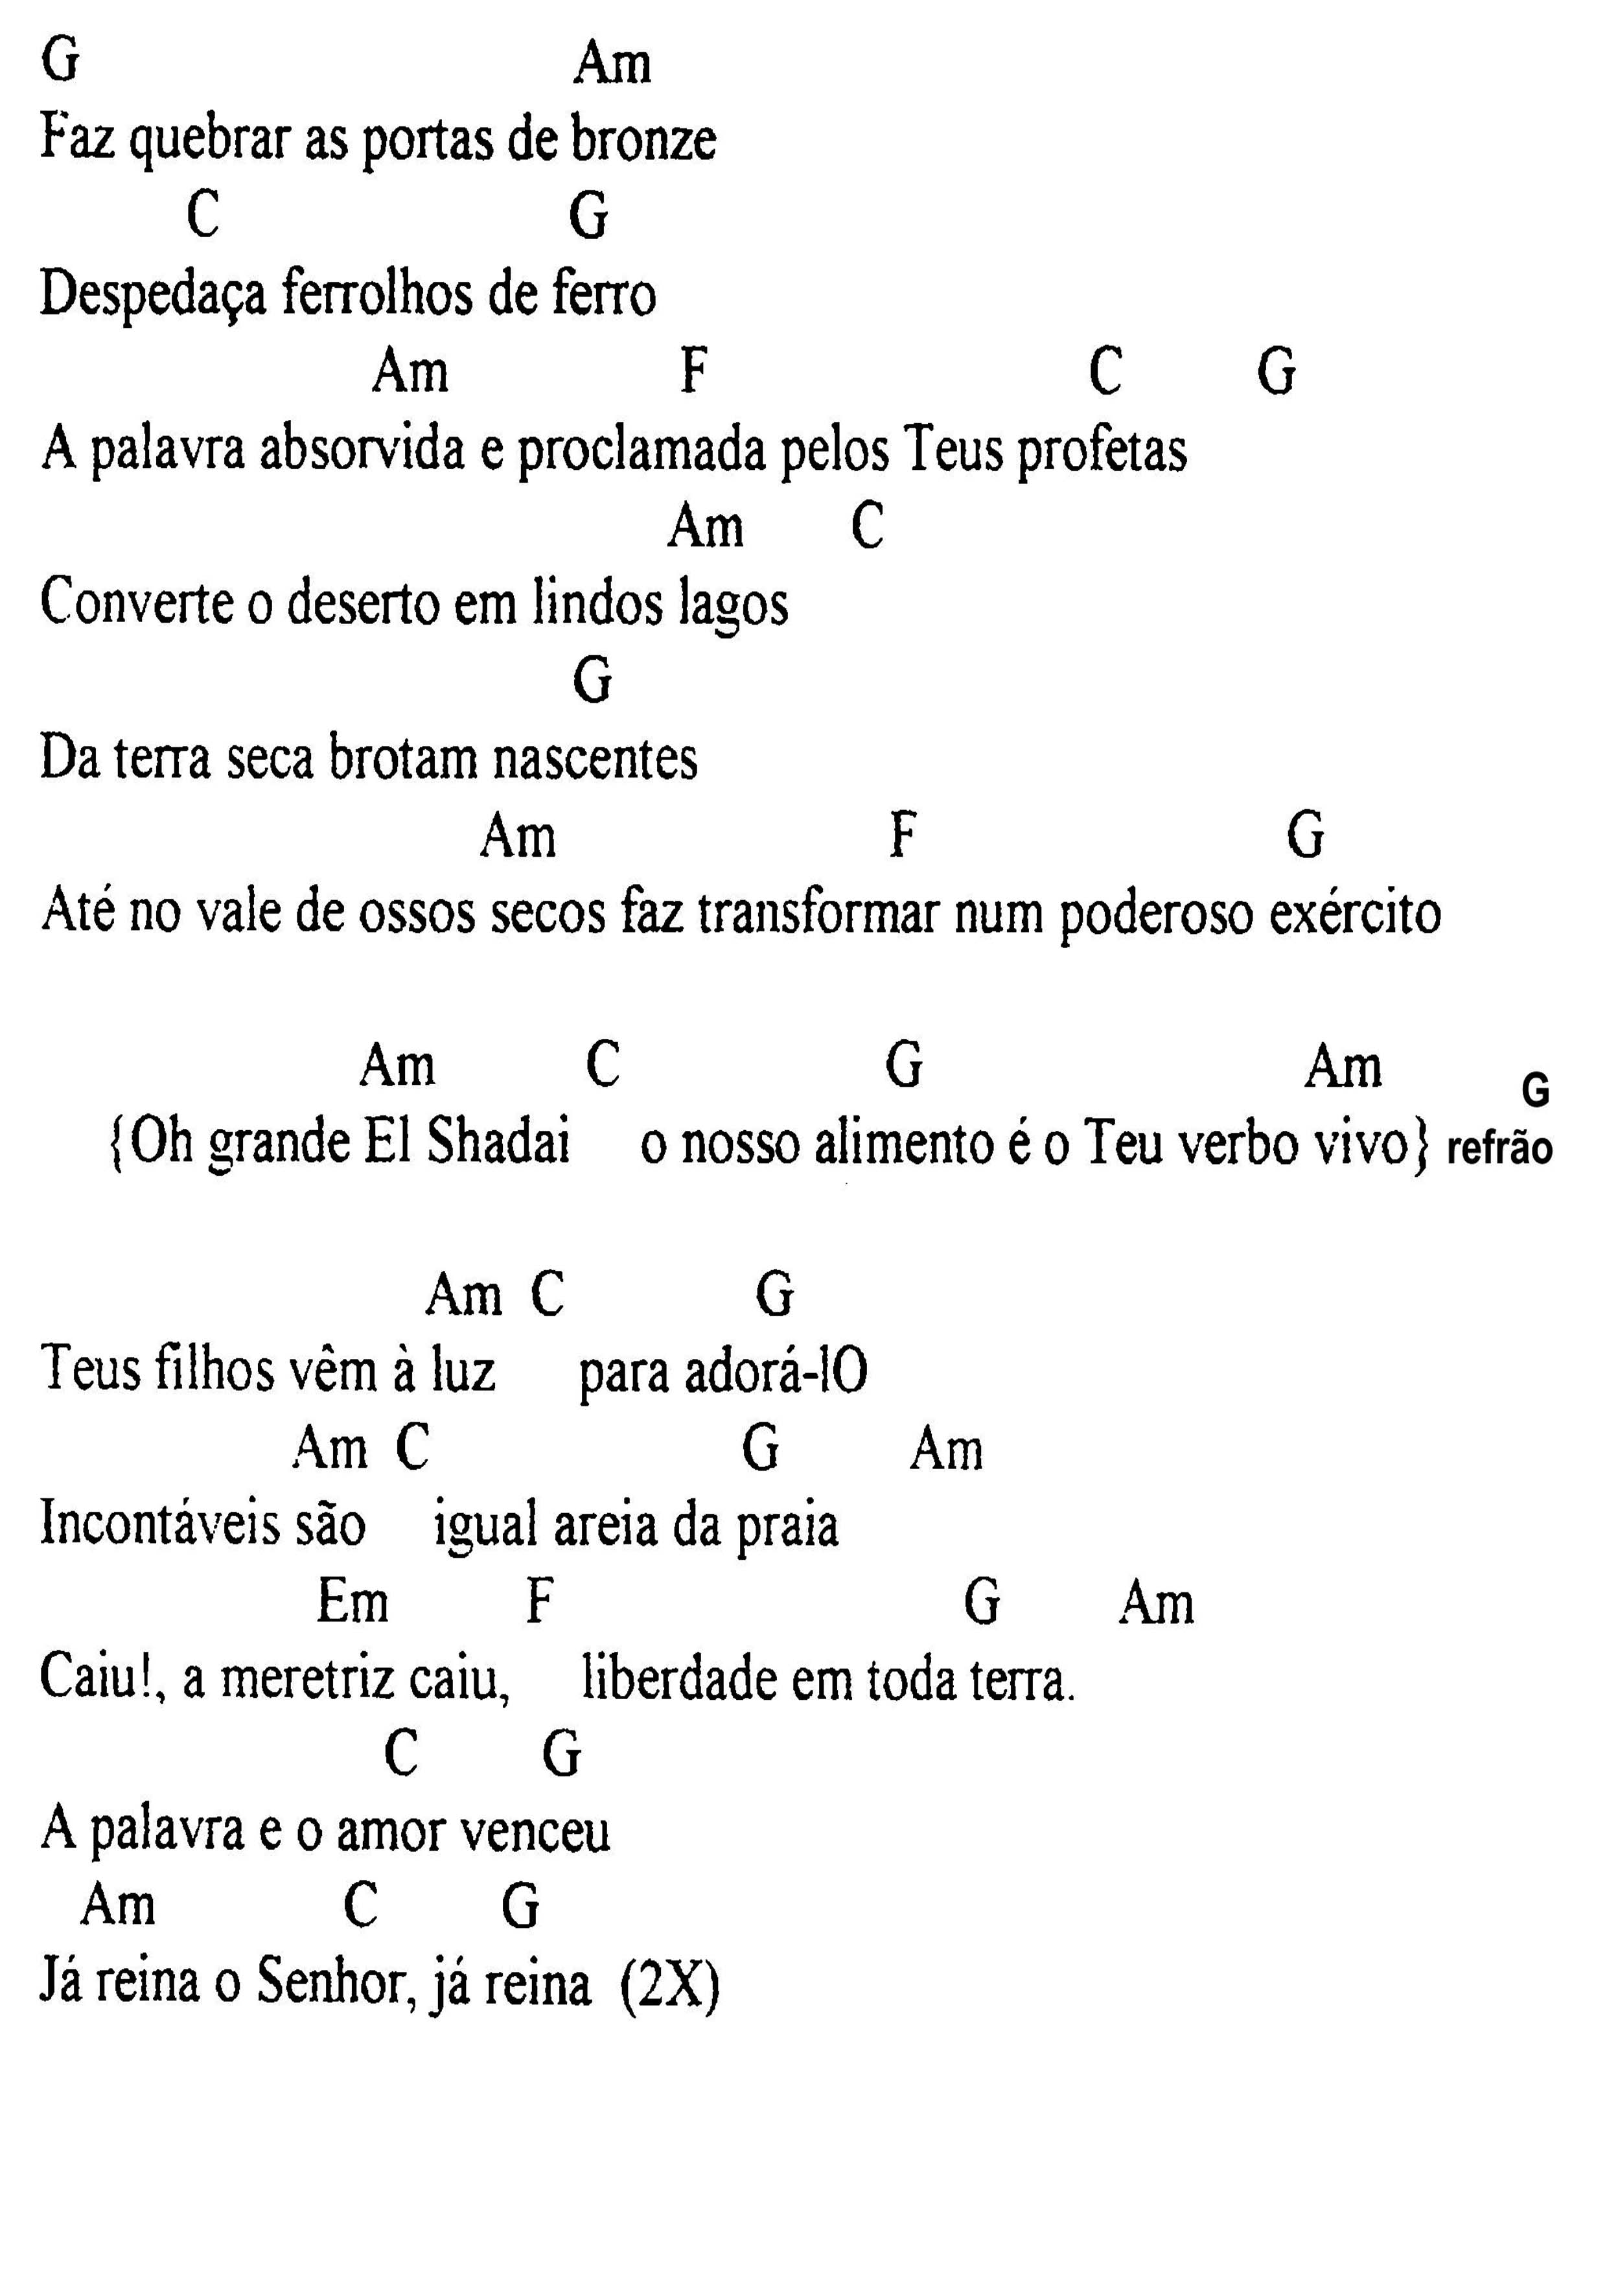 G Am
Faz quebrar as portas de bronze
C G
Despedaça ferrolhos de ferro
Am F C G
A palavra absorvida e proclamada pelos Teus profetas
Am C
Converte o deserto em lindos lagos
G
Da terra seca brotam nascentes
Am F G
Até no vale de ossos secos faz transformar num poderoso exército
Am C G Am G
{Oh grande El Shadai o nosso alimento é o Teu verbo vivo} refrão
Am C G
Teus filhos vêm à luz para adorá-lO
Am C G Am
Incontáveis são igual areia da praia
Em F G Am
Caiu!, a meretriz caiu, liberdade em toda terra.
C G
A palavra e o amor venceu
Am C G
Já reina o Senhor, já reina (2X)